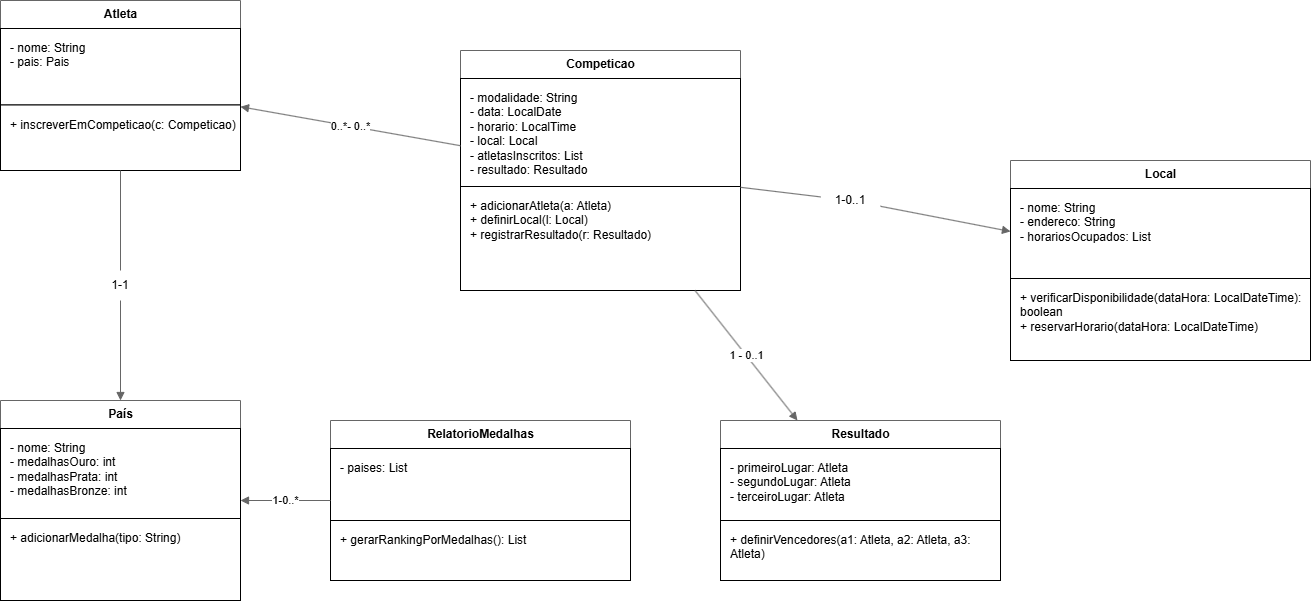 Atleta
- nome: String
- pais: Pais
+ inscreverEmCompeticao(c: Competicao)
0..*- 0..*
Competicao
- modalidade: String
- data: LocalDate
- horario: LocalTime
- local: Local
- atletasInscritos: List
- resultado: Resultado
+ adicionarAtleta(a: Atleta)
+ definirLocal(l: Local)
+ registrarResultado(r: Resultado)
1-0..1
Local
- nome: String
- endereco: String
- horariosOcupados: List
+ verificarDisponibilidade(dataHora: LocalDateTime):
boolean
+ reservarHorario(dataHora: LocalDateTime)
1-1
1 - 0..1
País
- nome: String
- medalhasOuro: int
- medalhasPrata: int
- medalhasBronze: int
+ adicionarMedalha(tipo: String)
1-0..*
RelatorioMedalhas
- paises: List
+ gerarRankingPorMedalhas(): List
Resultado
- primeiroLugar: Atleta
- segundoLugar: Atleta
- terceiroLugar: Atleta
+ definirVencedores(a1: Atleta, a2: Atleta, a3:
Atleta)